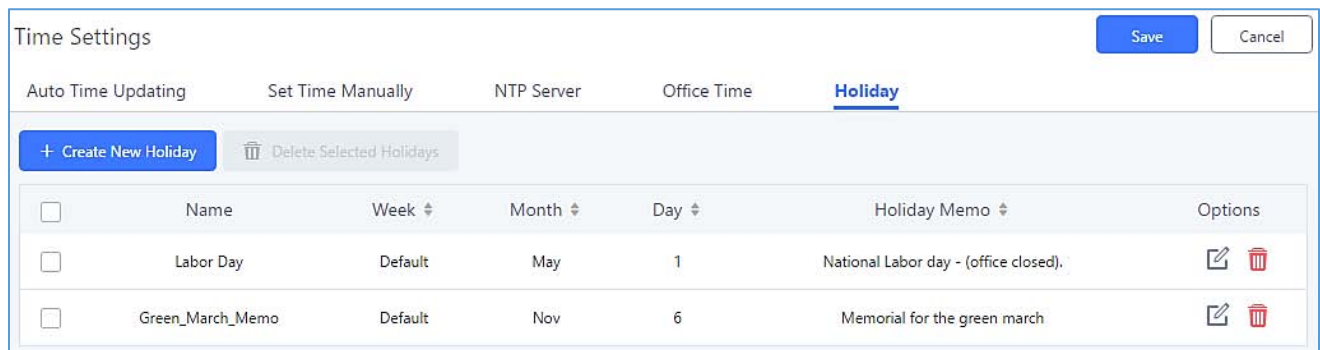 Time Settings Save Cancel
Auto Time Updating Set Time Manually NTP Server Office Time Holiday
+ Create New Holiday Delete Selected Holidays
Name Week Month Day Holiday Memo Options
Labor Day Default May 1 National Labor day - (office closed).
Green_March_Memo Default Nov 6 Memorial for the green march